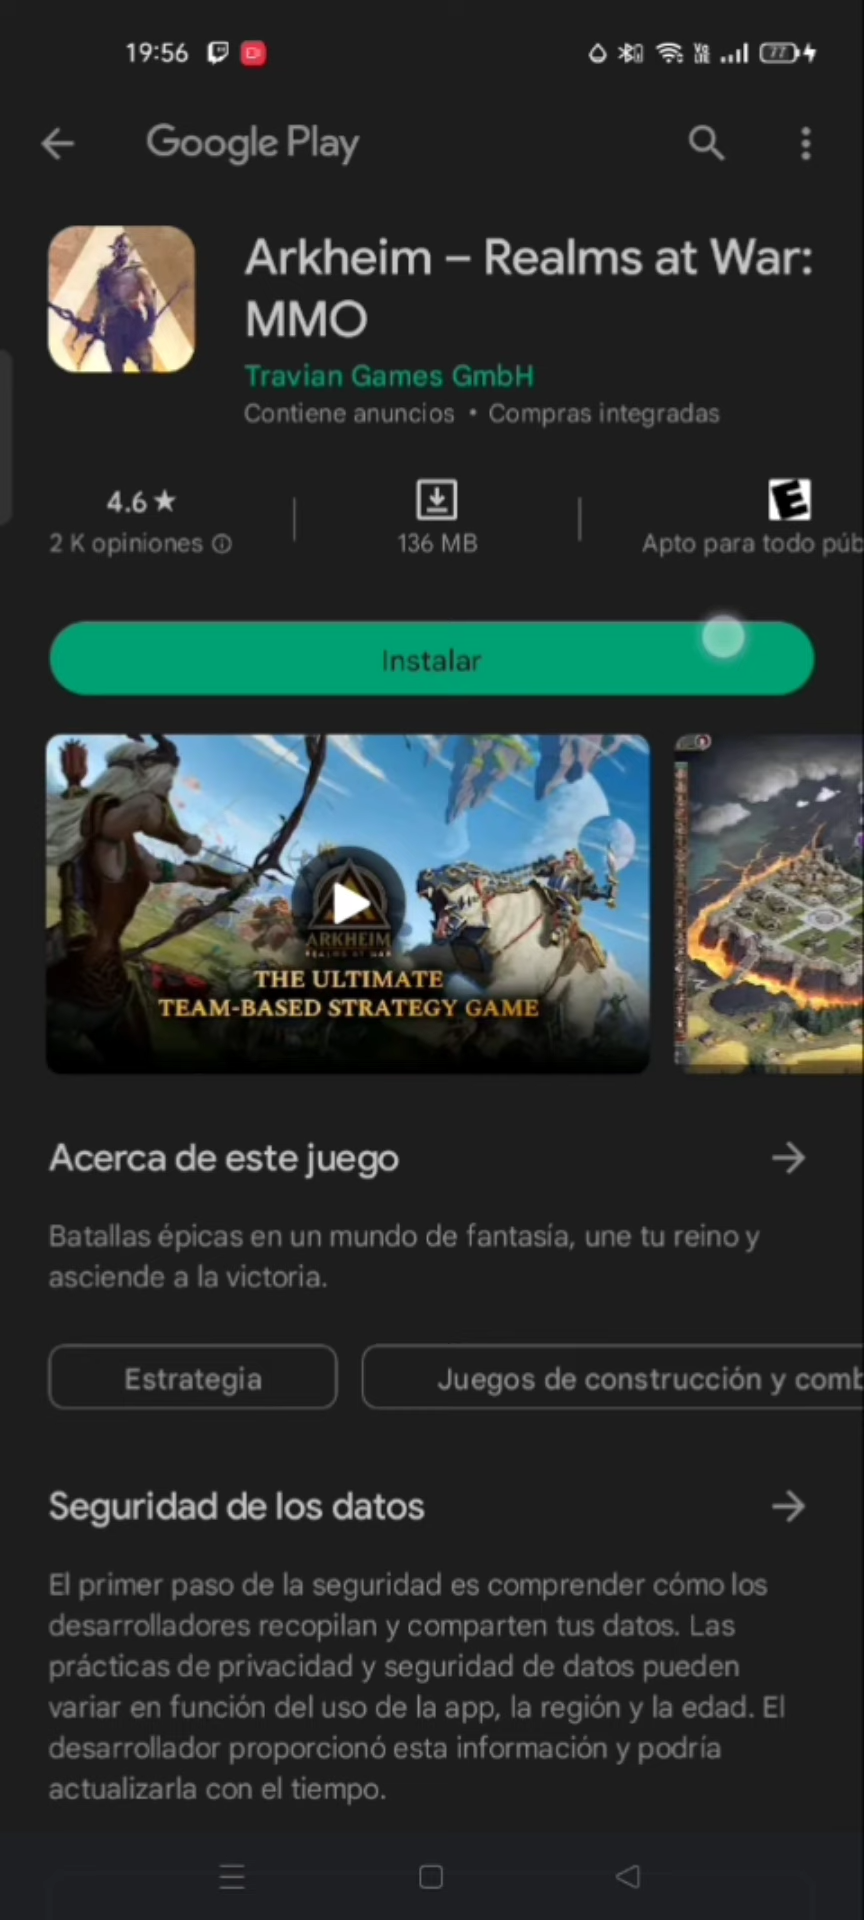 19:56
77
Google Play
Arkheim – Realms at War:
MMO
Travian Games GmbH
Contiene anuncios • Compras integradas
4.6★
2 K opiniones
136 MB
E
Apto para todo púb
Instalar
ARKHEIM
REALMS AT WAR
THE ULTIMATE
TEAM-BASED STRATEGY GAME
Acerca de este juego
Batallas épicas en un mundo de fantasía, une tu reino y
asciende a la victoria.
Estrategia
Juegos de construcción y comb
Seguridad de los datos
El primer paso de la seguridad es comprender cómo los
desarrolladores recopilan y comparten tus datos. Las
prácticas de privacidad y seguridad de datos pueden
variar en función del uso de la app, la región y la edad. El
desarrollador proporcionó esta información y podría
actualizarla con el tiempo.